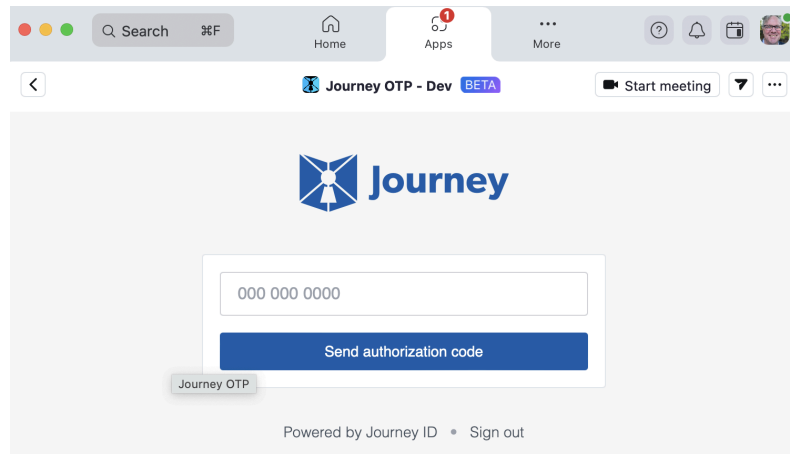 Search ⌘F
1
Home
Apps
More
Journey OTP - Dev BETA
Start meeting
Journey
000 000 0000
Send authorization code
Journey OTP
Powered by Journey ID • Sign out